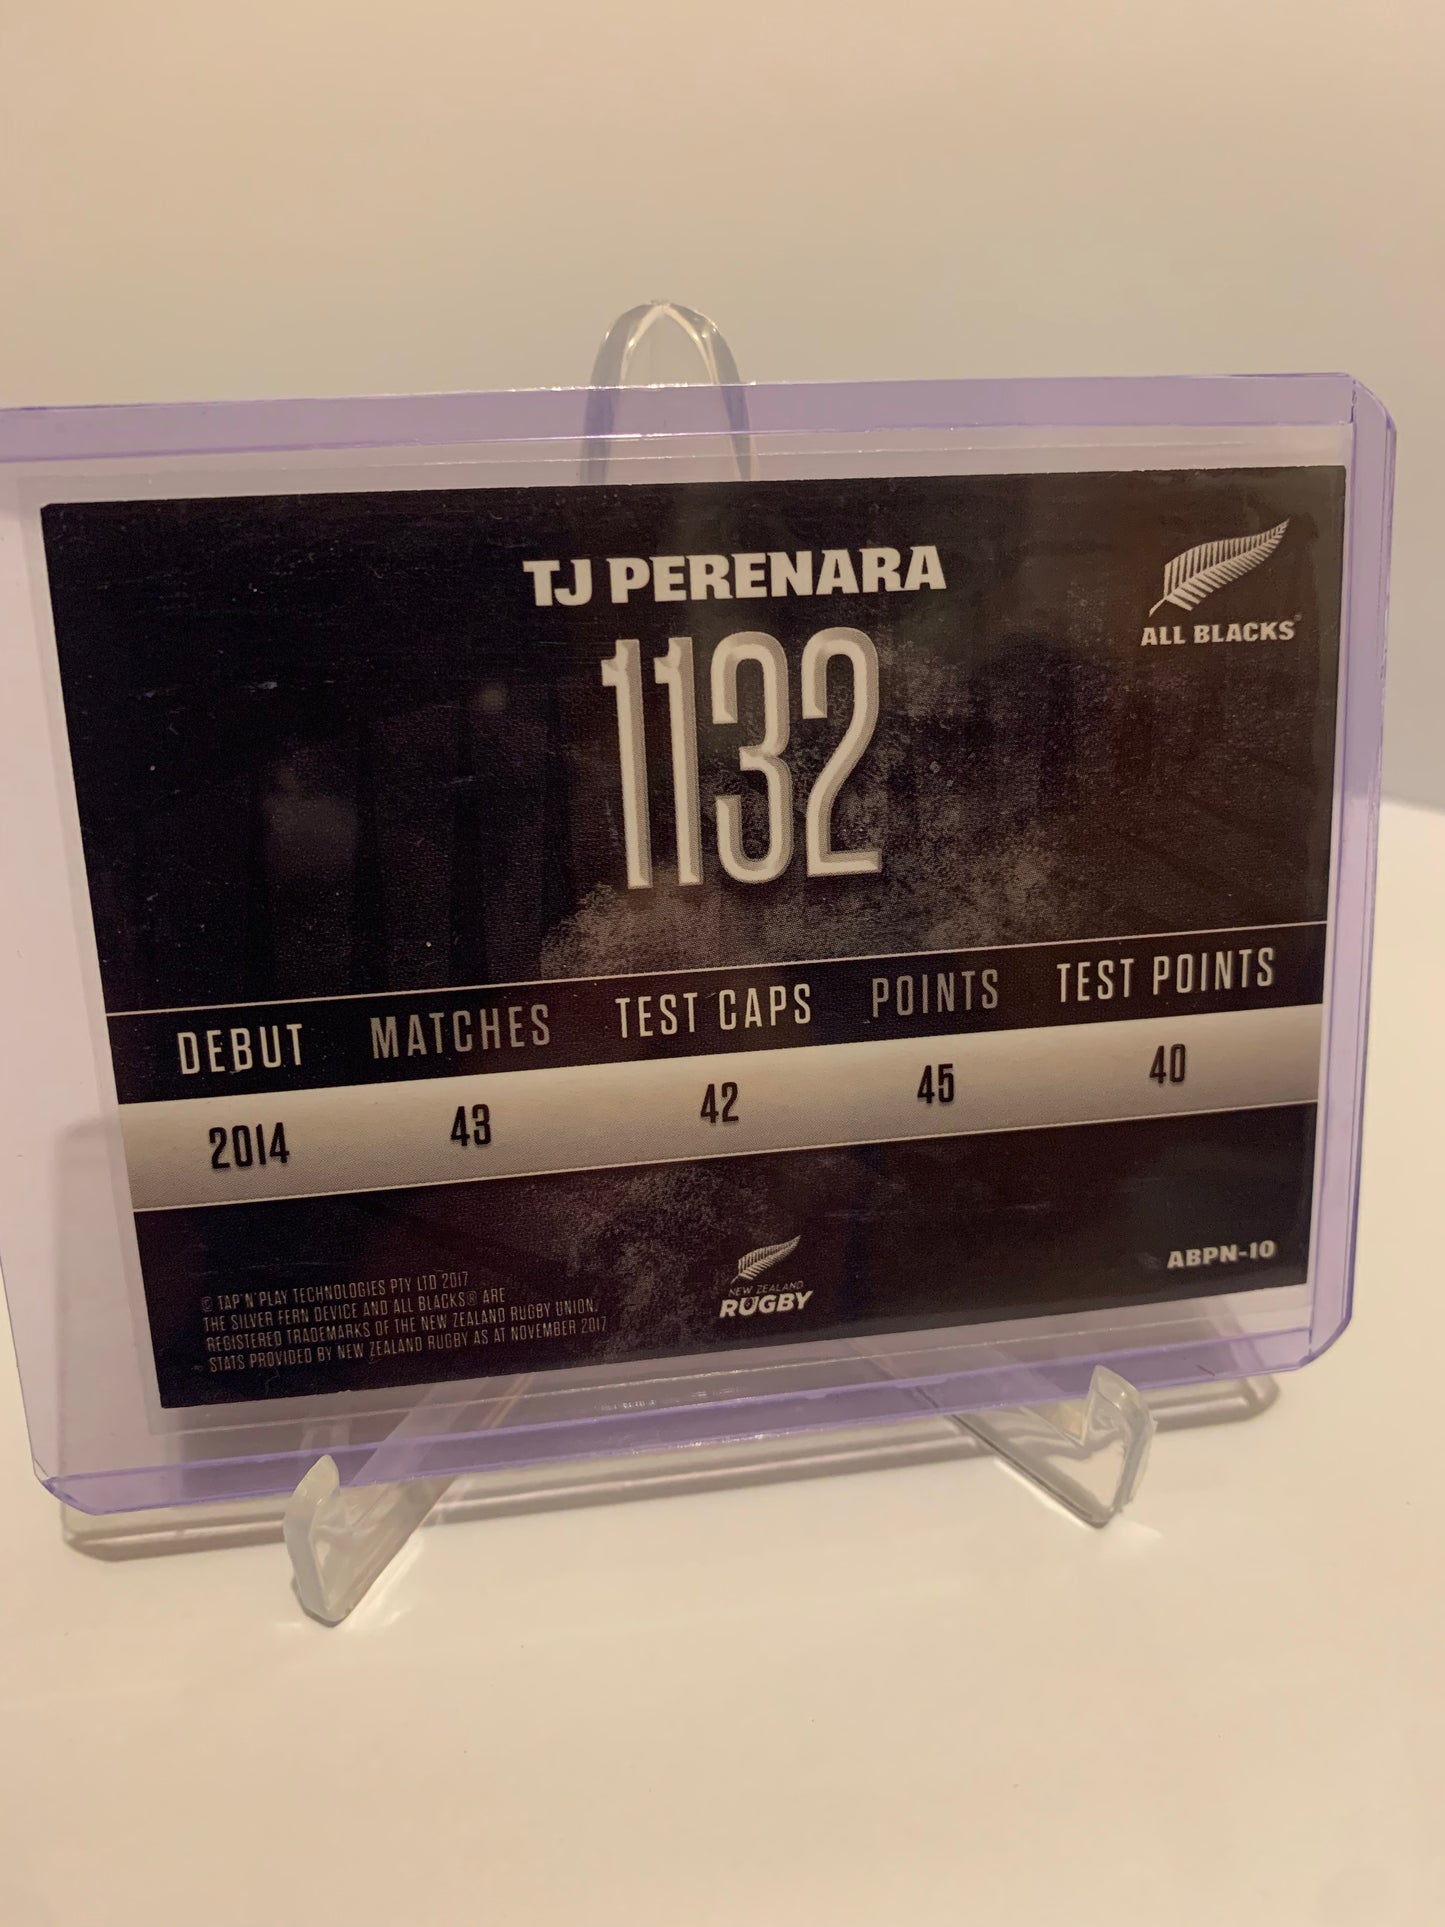 TJ PERENARA
ALL BLACKS®
1132
DEBUT MATCHES TEST CAPS POINTS TEST POINTS
2014 43 42 45 40
ABPN-10
© TAP'N'PLAY TECHNOLOGIES PTY LTD 2017
THE SILVER FERN DEVICE AND ALL BLACKS® ARE
REGISTERED TRADEMARKS OF THE NEW ZEALAND RUGBY UNION.
STATS PROVIDED BY NEW ZEALAND RUGBY AS AT NOVEMBER 2017
NEW ZEALAND
RUGBY